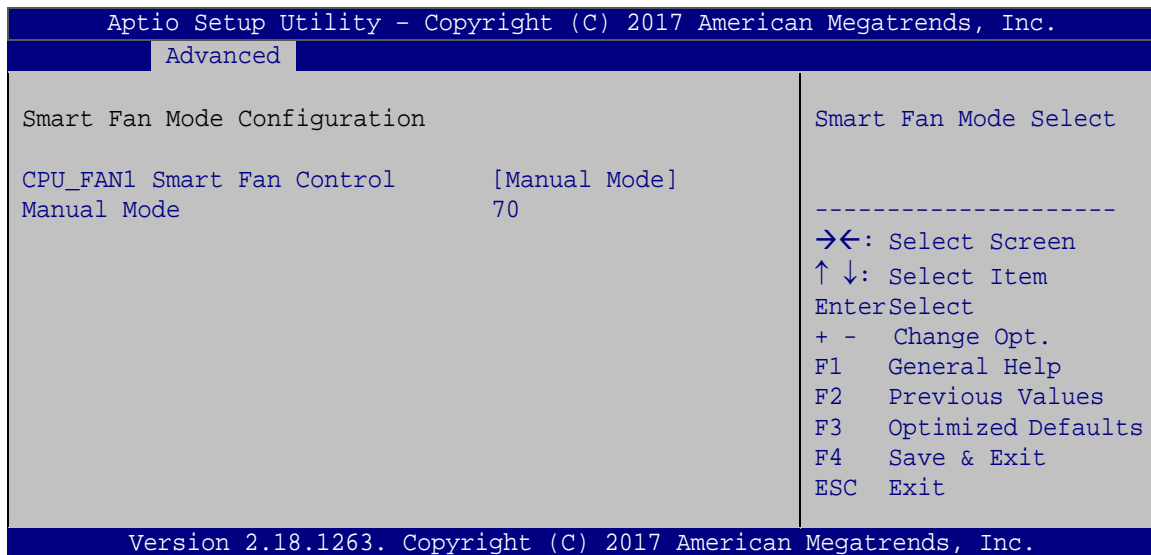 Aptio Setup Utility – Copyright (C) 2017 American Megatrends, Inc.
Advanced
Smart Fan Mode Configuration
CPU_FAN1 Smart Fan Control [Manual Mode]
Manual Mode 70
Smart Fan Mode Select
---------------------
→←: Select Screen
↑ ↓: Select Item
EnterSelect
+ - Change Opt.
F1 General Help
F2 Previous Values
F3 Optimized Defaults
F4 Save & Exit
ESC Exit
Version 2.18.1263. Copyright (C) 2017 American Megatrends, Inc.